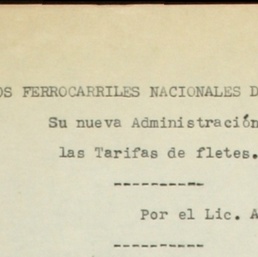 OS FERROCARRILES NACIONALES D
Su nueva Administración
las Tarifas de fletes.
----------
Por el Lic. A
----------